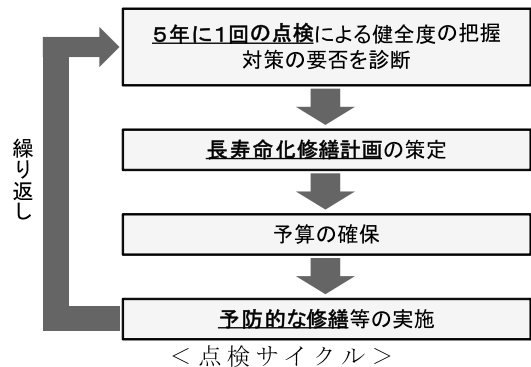 ５年に１回の点検による健全度の把握
対策の要否を診断
長寿命化修繕計画の策定
予算の確保
予防的な修繕等の実施
繰り返し
＜点検サイクル＞